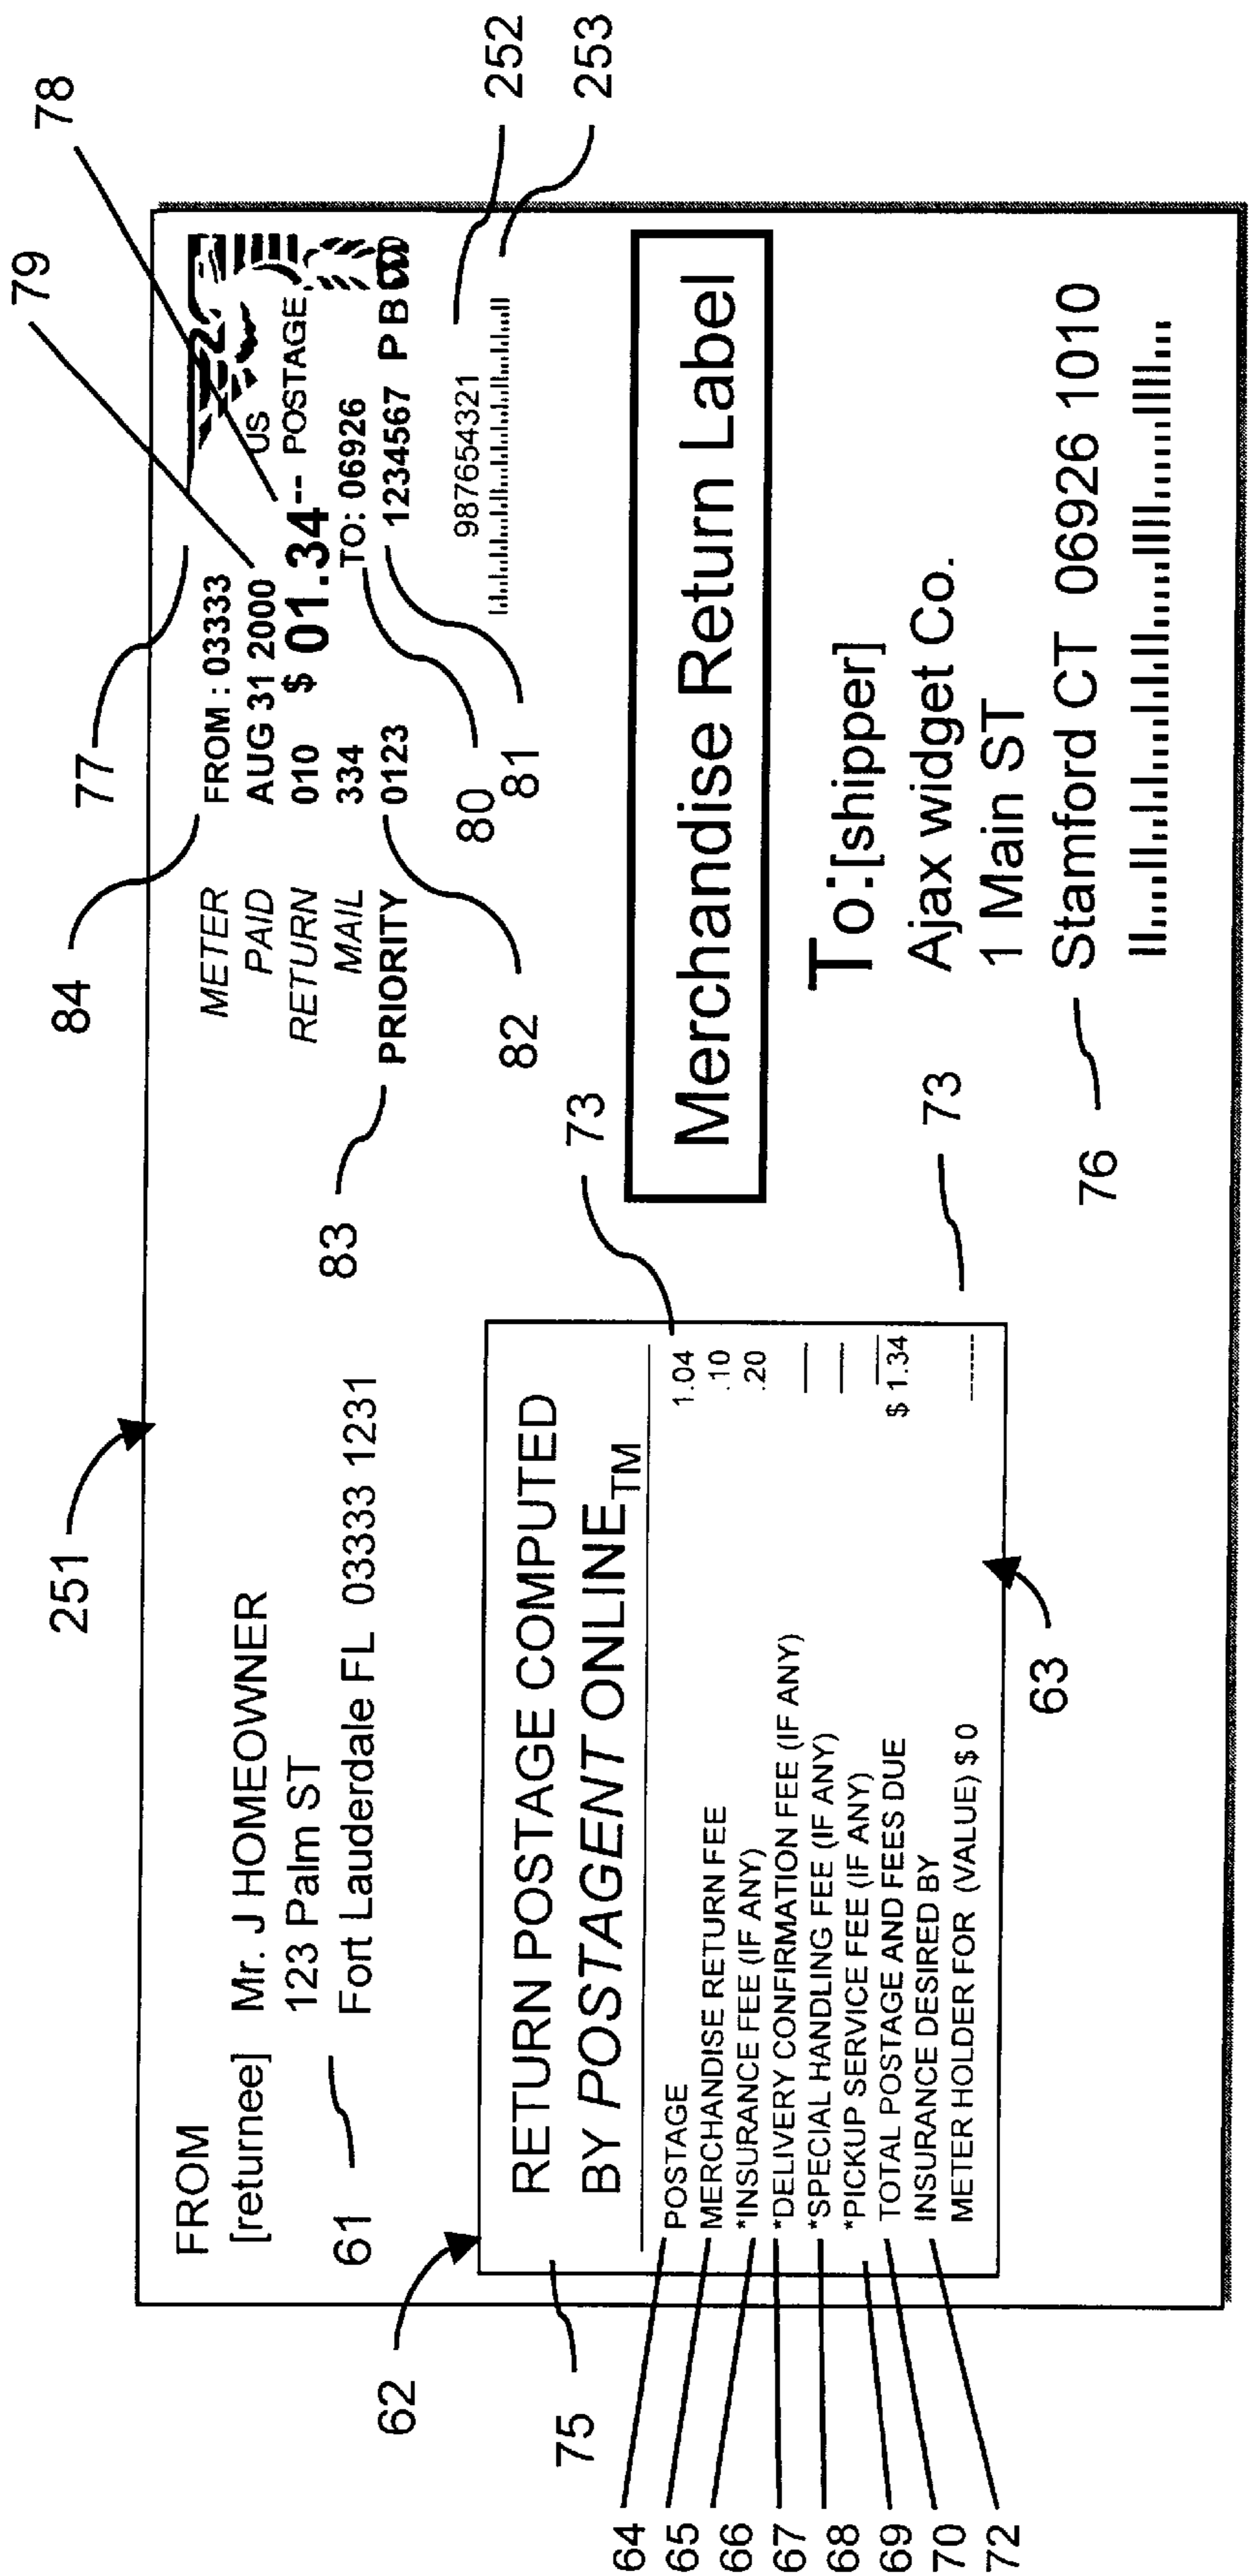 251
84
77
79
78
FROM
[returnee]
Mr. J HOMEOWNER
123 Palm ST
Fort Lauderdale FL 03333 1231
61
METER
PAID
RETURN
MAIL
PRIORITY
83
FROM : 03333
AUG 31 2000
010 $ 01.34-- US POSTAGE
334 TO: 06926
0123 1234567 PB
82
80
81
987654321
252
253
62
75
RETURN POSTAGE COMPUTED
BY POSTAGENT ONLINE TM
73
64 POSTAGE 1.04
65 MERCHANDISE RETURN FEE .10
66 *INSURANCE FEE (IF ANY) .20
67 *DELIVERY CONFIRMATION FEE (IF ANY)
68 *SPECIAL HANDLING FEE (IF ANY)
69 *PICKUP SERVICE FEE (IF ANY)
70 TOTAL POSTAGE AND FEES DUE $ 1.34
72 INSURANCE DESIRED BY
METER HOLDER FOR (VALUE) $ 0
73
63
Merchandise Return Label
To:[shipper]
Ajax widget Co.
1 Main ST
76
Stamford CT 06926 1010